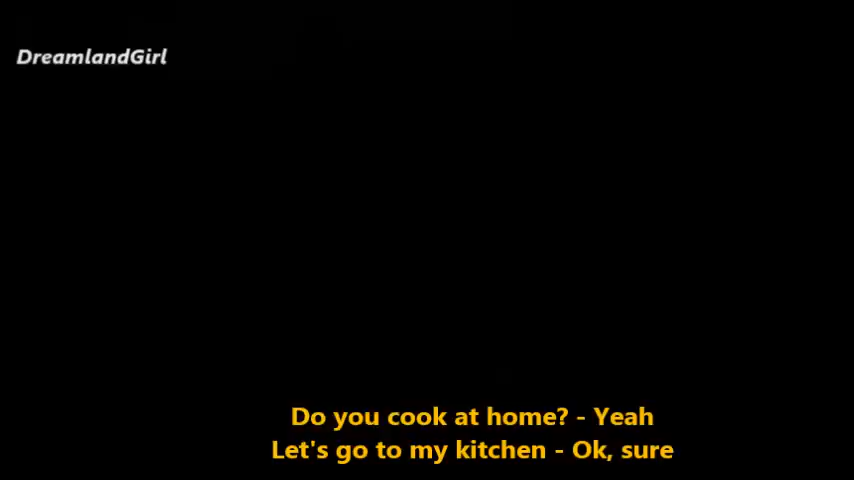 DreamlandGirl
Do you cook at home? - Yeah
Let's go to my kitchen - Ok, sure